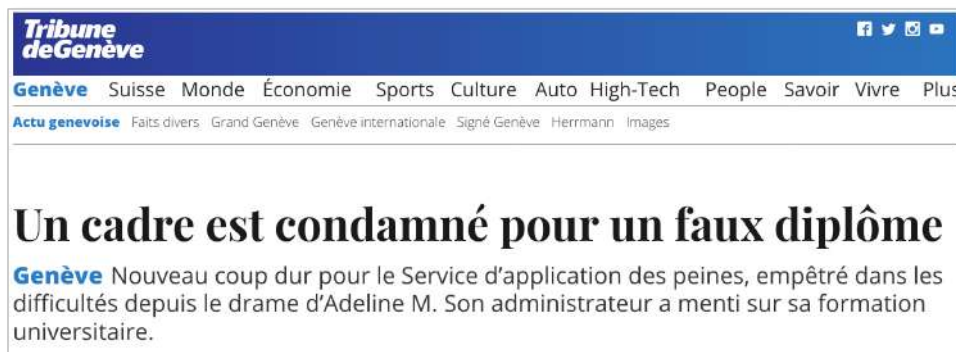 Tribune
deGenève
Genève Suisse Monde Économie Sports Culture Auto High-Tech People Savoir Vivre Plus
Actu genevoise Faits divers Grand Genève Genève internationale Signé Genève Herrmann Images
Un cadre est condamné pour un faux diplôme
Genève Nouveau coup dur pour le Service d’application des peines, empêtré dans les
difficultés depuis le drame d’Adeline M. Son administrateur a menti sur sa formation
universitaire.